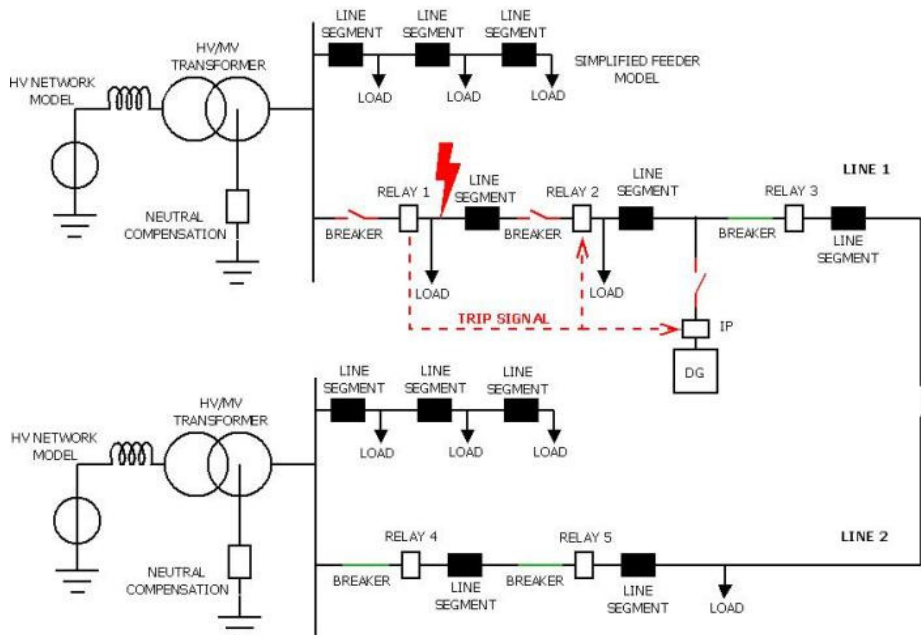 LINE
SEGMENT
LINE
SEGMENT
LINE
SEGMENT
HV/MV
TRANSFORMER
SIMPLIFIED FEEDER
MODEL
HV NETWORK
MODEL
LOAD
LOAD
LOAD
NEUTRAL
COMPENSATION
RELAY 1
LINE
SEGMENT
RELAY 2
LINE
SEGMENT
RELAY 3
LINE 1
BREAKER
BREAKER
BREAKER
LINE
SEGMENT
LOAD
LOAD
TRIP SIGNAL
IP
DG
LINE
SEGMENT
LINE
SEGMENT
LINE
SEGMENT
HV/MV
TRANSFORMER
HV NETWORK
MODEL
LOAD
LOAD
LOAD
NEUTRAL
COMPENSATION
RELAY 4
RELAY 5
LINE 2
BREAKER
LINE
SEGMENT
BREAKER
LINE
SEGMENT
LOAD